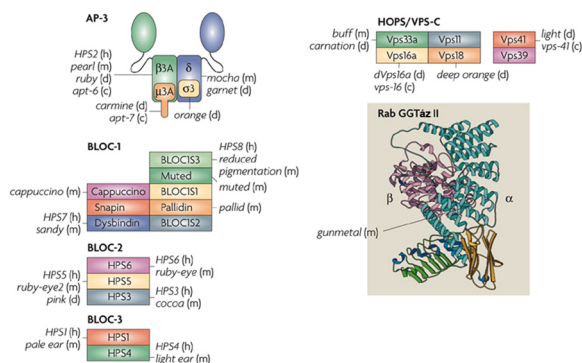 AP-3
HPS2 (h)
pearl (m)
ruby (d)
apt-6 (c)
β3A
δ
μ3A
σ3
mocha (m)
garnet (d)
carmine (d)
apt-7 (c)
orange (d)
BLOC-1
BLOC1S3
Muted
HPS8 (h)
reduced
pigmentation (m)
muted (m)
cappuccino (m)
Cappuccino
BLOC1S1
Snapin
Pallidin
pallid (m)
HPS7 (h)
sandy (m)
Dysbindin
BLOC1S2
BLOC-2
HPS6
HPS6 (h)
ruby-eye (m)
HPS5 (h)
ruby-eye2 (m)
pink (d)
HPS5
HPS3
HPS3 (h)
cocoa (m)
BLOC-3
HPS1 (h)
pale ear (m)
HPS1
HPS4
HPS4 (h)
light ear (m)
HOPS/VPS-C
buff (m)
carnation (d)
Vps33a
Vps11
Vps41
light (d)
vps-41 (c)
Vps16a
Vps18
Vps39
dVps16a (d)
vps-16 (c)
deep orange (d)
Rab GGTáz II
β
α
gunmetal (m)